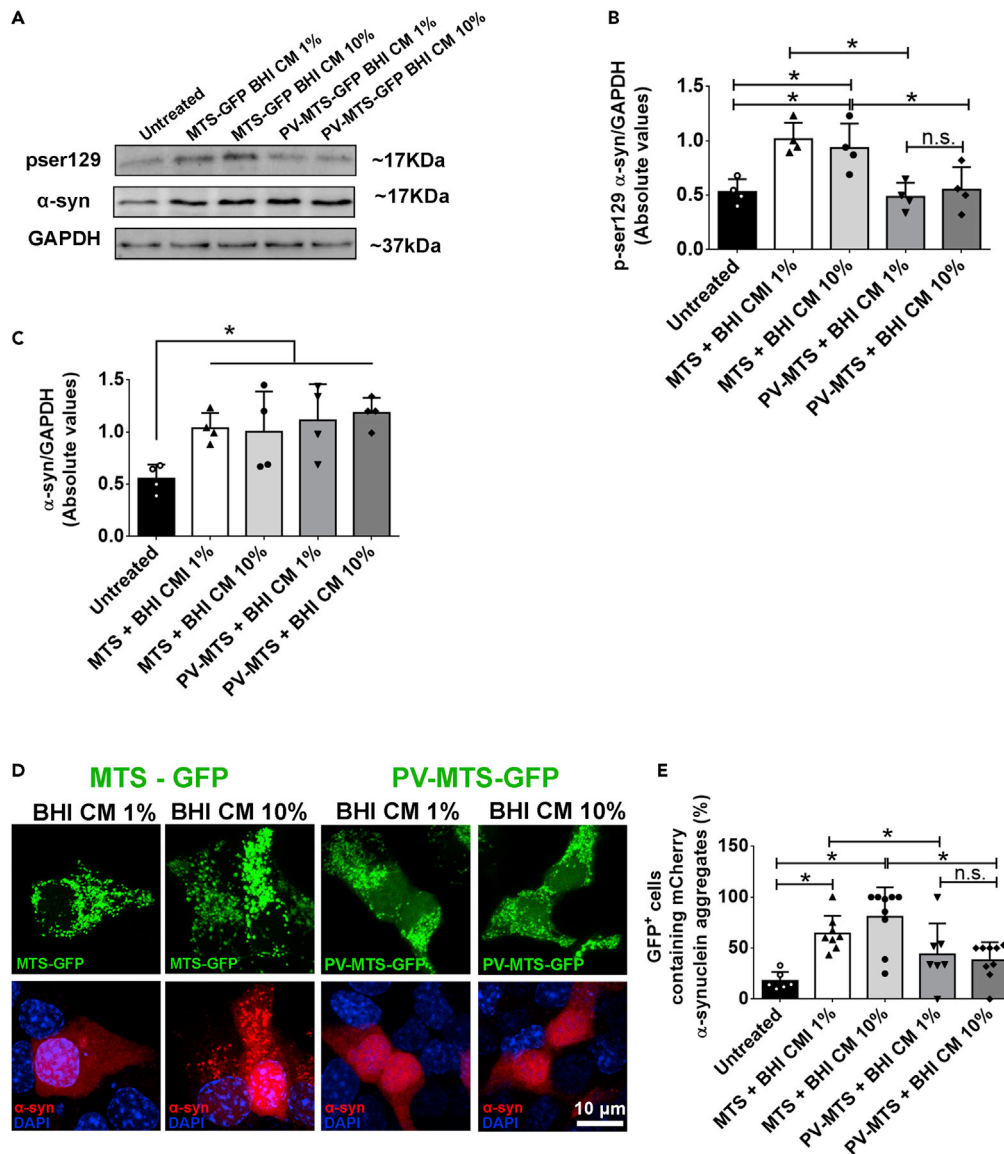 A
Untreated
MTS-GFP BHI CM 1%
MTS-GFP BHI CM 10%
PV-MTS-GFP BHI CM 1%
PV-MTS-GFP BHI CM 10%
pser129
~17KDa
α-syn
~17KDa
GAPDH
~37kDa
B
p-ser129 α-syn/GAPDH
(Absolute values)
1.5
1.0
0.5
0.0
*
*
*
*
n.s.
Untreated
MTS + BHI CMI 1%
MTS + BHI CM 10%
PV-MTS + BHI CM 1%
PV-MTS + BHI CM 10%
C
α-syn/GAPDH
(Absolute values)
1.5
1.0
0.5
0.0
*
Untreated
MTS + BHI CMI 1%
MTS + BHI CM 10%
PV-MTS + BHI CM 1%
PV-MTS + BHI CM 10%
D
MTS - GFP
PV-MTS-GFP
BHI CM 1%
BHI CM 10%
BHI CM 1%
BHI CM 10%
MTS-GFP
MTS-GFP
PV-MTS-GFP
PV-MTS-GFP
α-syn
DAPI
α-syn
DAPI
α-syn
DAPI
α-syn
DAPI
10 µm
E
GFP⁺ cells
containing mCherry
α-synuclein aggregates (%)
150
100
50
0
*
*
*
*
n.s.
Untreated
MTS + BHI CMI 1%
MTS + BHI CM 10%
PV-MTS + BHI CM 1%
PV-MTS + BHI CM 10%